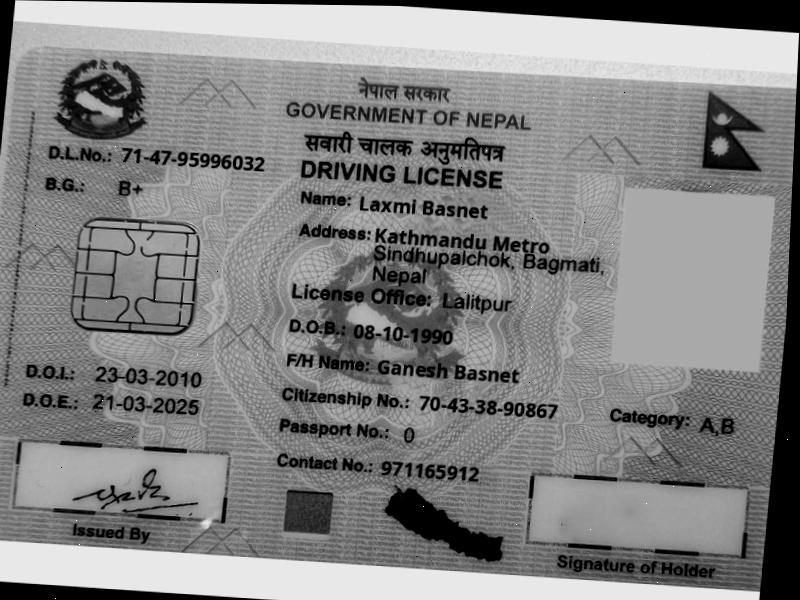 नेपाल सरकार
GOVERNMENT OF NEPAL
सवारी चालक अनुमतिपत्र
DRIVING LICENSE
D.L.No.: 71-47-95996032
B.G.: B+
Name: Laxmi Basnet
Address: Kathmandu Metro
Sindhupalchok, Bagmati,
Nepal
License Office: Lalitpur
D.O.B.: 08-10-1990
F/H Name: Ganesh Basnet
D.O.I.: 23-03-2010
D.O.E.: 21-03-2025
Citizenship No.: 70-43-38-90867
Category: A,B
Passport No.: 0
Contact No.: 971165912
Issued By
Signature of Holder